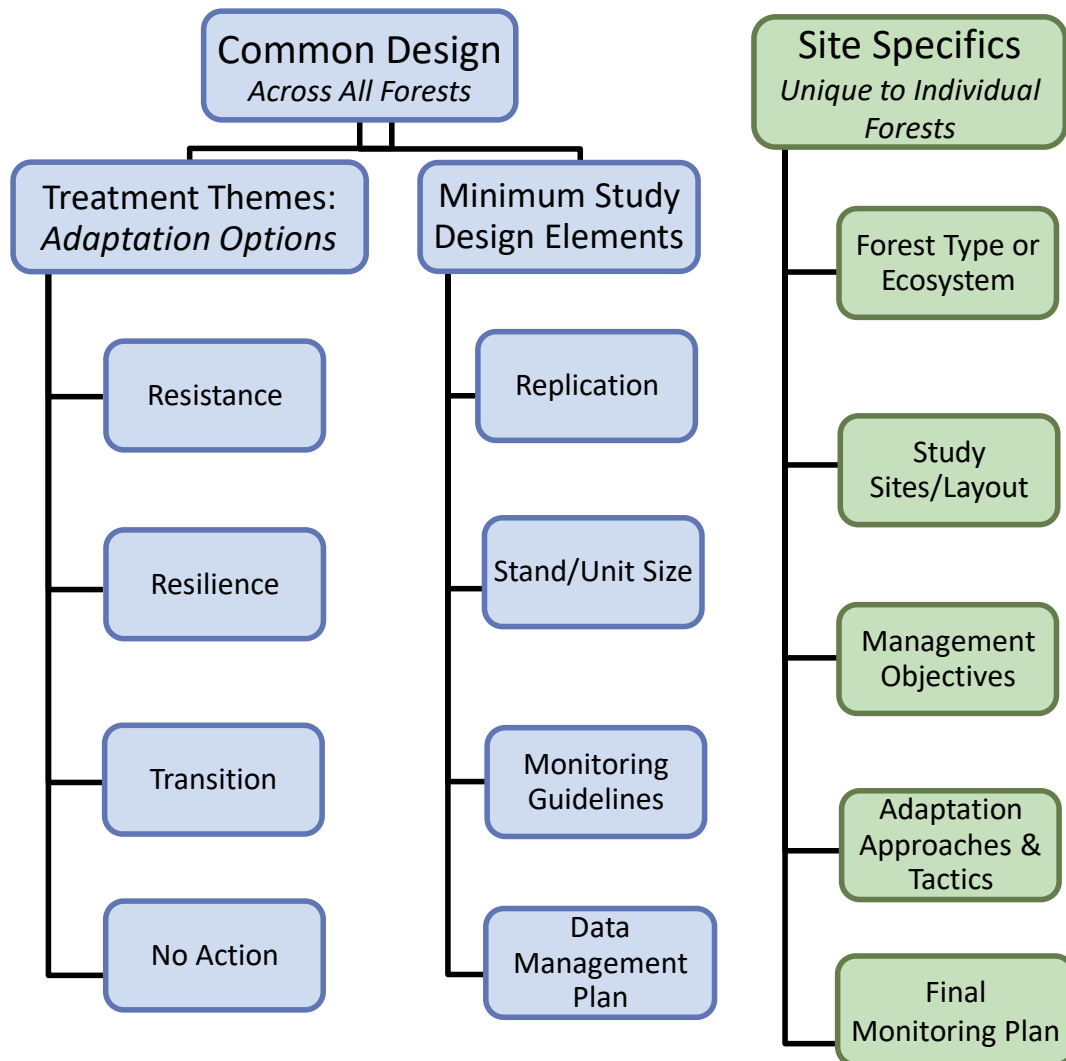 Common Design
Across All Forests
Treatment Themes:
Adaptation Options
Resistance
Resilience
Transition
No Action
Minimum Study
Design Elements
Replication
Stand/Unit Size
Monitoring
Guidelines
Data
Management
Plan
Site Specifics
Unique to Individual
Forests
Forest Type or
Ecosystem
Study
Sites/Layout
Management
Objectives
Adaptation
Approaches &
Tactics
Final
Monitoring Plan